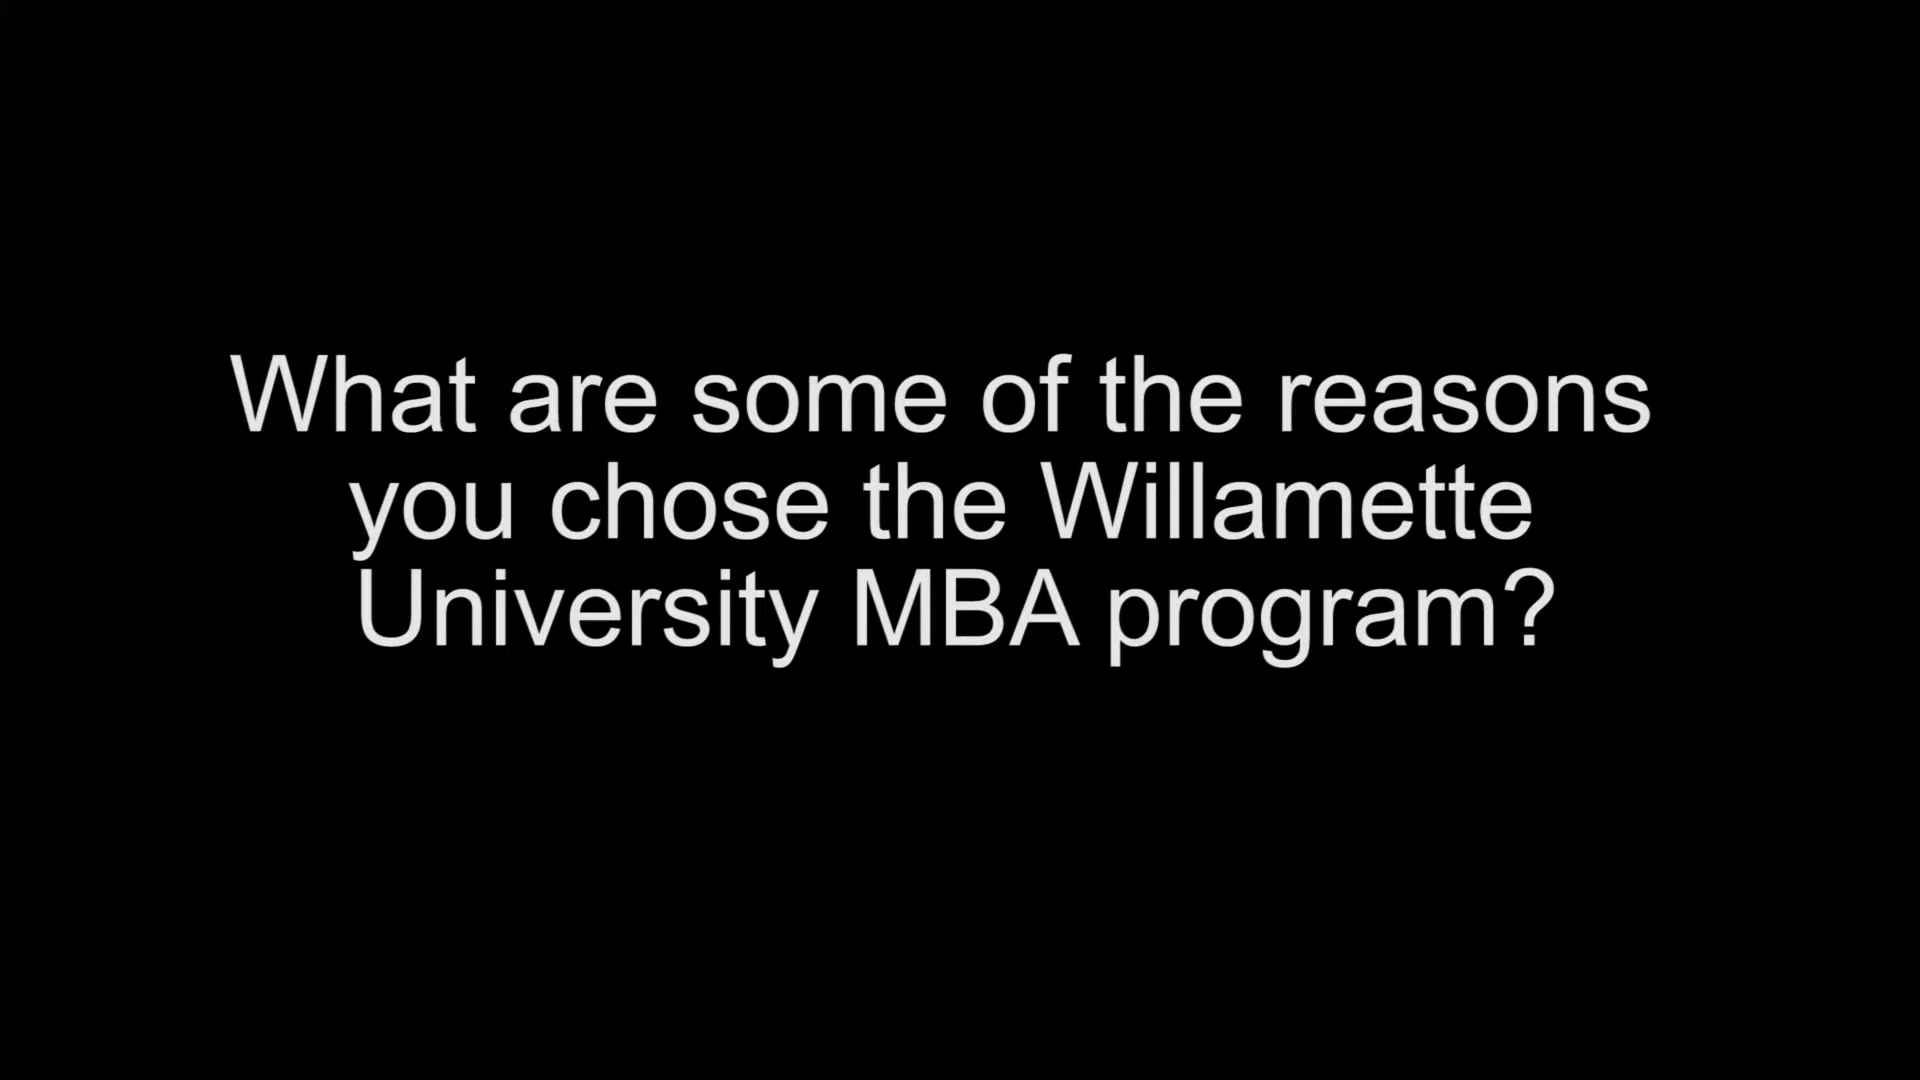 What are some of the reasons
you chose the Willamette
University MBA program?